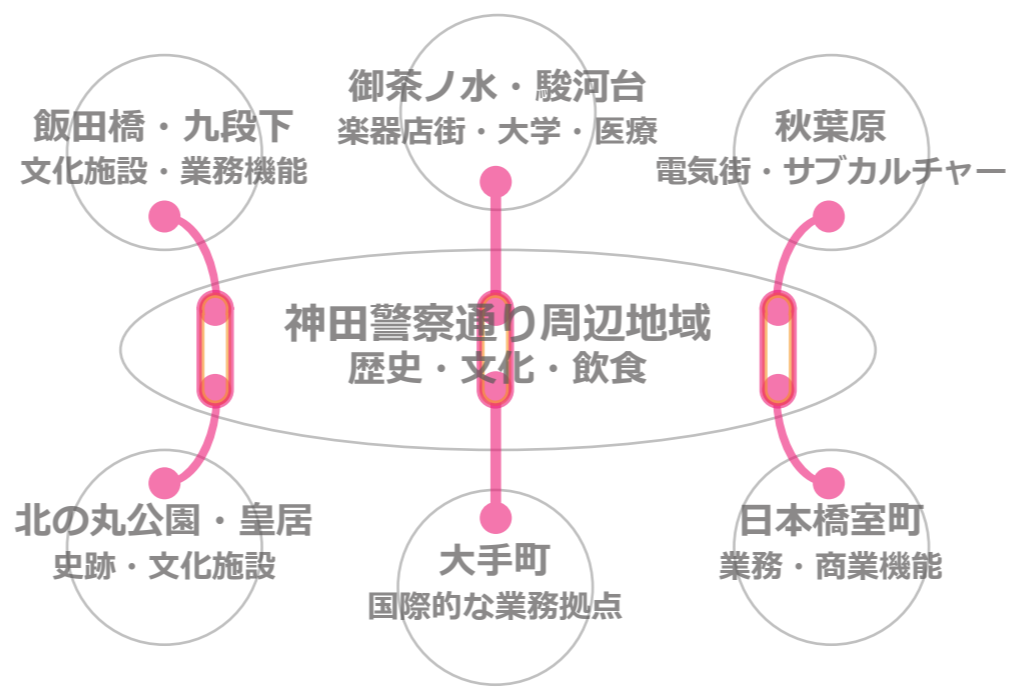 飯田橋・九段下
文化施設・業務機能
御茶ノ水・駿河台
楽器店街・大学・医療
秋葉原
電気街・サブカルチャー
神田警察通り周辺地域
歴史・文化・飲食
北の丸公園・皇居
史跡・文化施設
大手町
国際的な業務拠点
日本橋室町
業務・商業機能